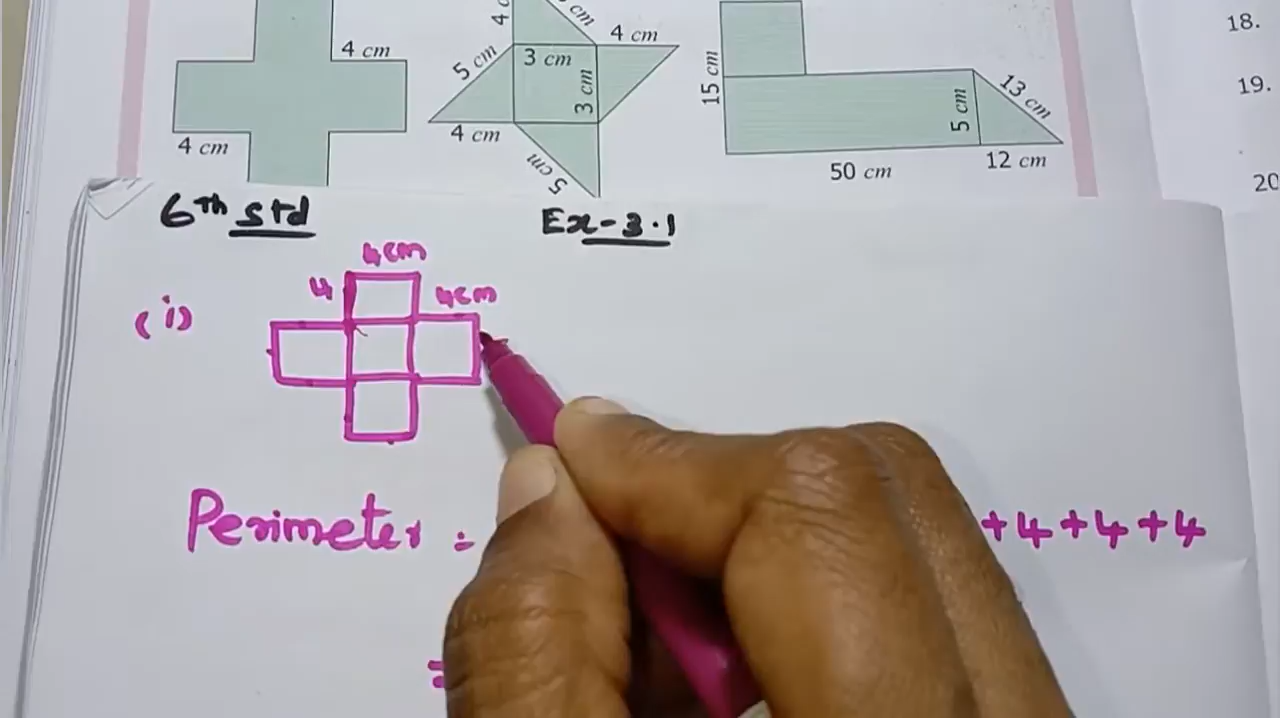 4 c
cm
4 cm
4 cm
4 cm
5 cm
3 cm
3 cm
4 cm
5 cm
15 cm
5 cm
13 cm
50 cm
12 cm
18.
19.
20
6th std
Ex-3.1
(i)
4cm
4
4cm
Perimeter =
+4+4+4
=